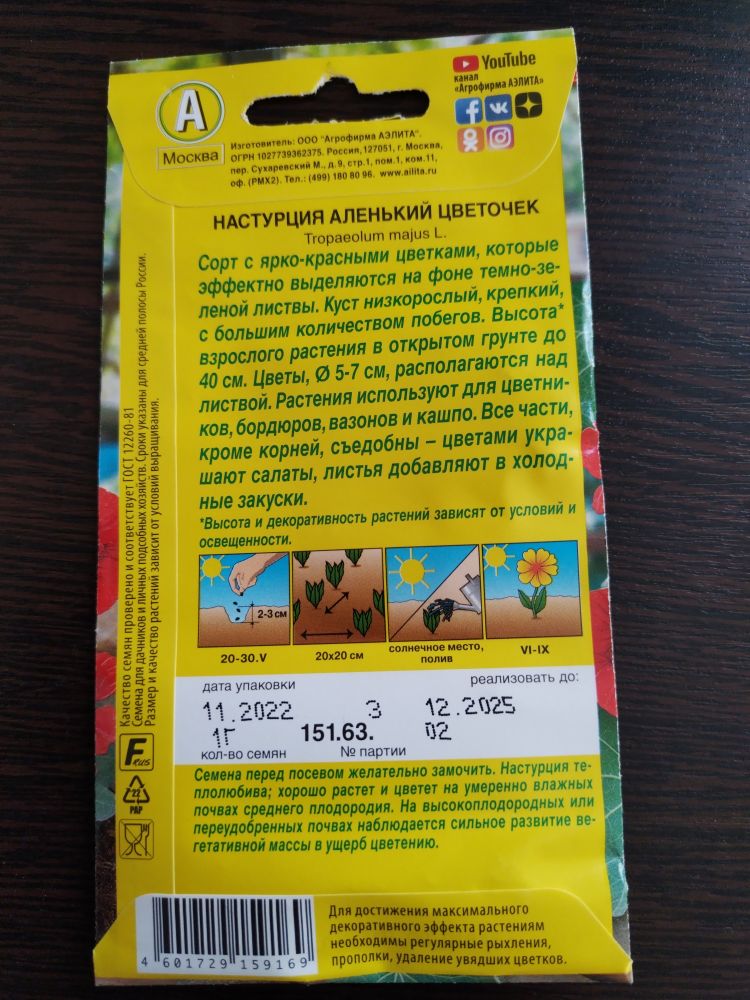 YouTube
канал
«Агрофирма АЭЛИТА»
А
Москва
Изготовитель: ООО "Агрофирма АЭЛИТА".
ОГРН 1027739362375. Россия, 127051, г. Москва,
пер. Сухаревский М., д. 9, стр.1, пом.1, ком.11,
оф. (РМХ2). Тел.: (499) 180 80 96. www.ailita.ru
НАСТУРЦИЯ АЛЕНЬКИЙ ЦВЕТОЧЕК
Tropaeolum majus L.
Сорт с ярко-красными цветками, которые
эффектно выделяются на фоне темно-зе-
леной листвы. Куст низкорослый, крепкий,
с большим количеством побегов. Высота*
взрослого растения в открытом грунте до
40 см. Цветы, Ø 5-7 см, располагаются над
листвой. Растения используют для цветни-
ков, бордюров, вазонов и кашпо. Все части,
кроме корней, съедобны – цветами укра-
шают салаты, листья добавляют в холод-
ные закуски.
*Высота и декоративность растений зависят от условий и
освещенности.
2-3 см
20-30.V
20х20 см
солнечное место,
полив
VI-IX
дата упаковки
реализовать до:
11.2022 3 12.2025
1г 151.63. 02
кол-во семян № партии
Семена перед посевом желательно замочить. Настурция те-
плолюбива; хорошо растет и цветет на умеренно влажных
почвах среднего плодородия. На высокоплодородных или
переудобренных почвах наблюдается сильное развитие ве-
гетативной массы в ущерб цветению.
Качество семян проверено и соответствует ГОСТ 12260-81
Семена для дачников и личных подсобных хозяйств. Сроки указаны для средней полосы России.
Размер и качество растений зависит от условий выращивания.
F RUS
22
PAP
4 601729 159169
Для достижения максимального
декоративного эффекта растениям
необходимы регулярные рыхления,
прополки, удаление увядших цветков.